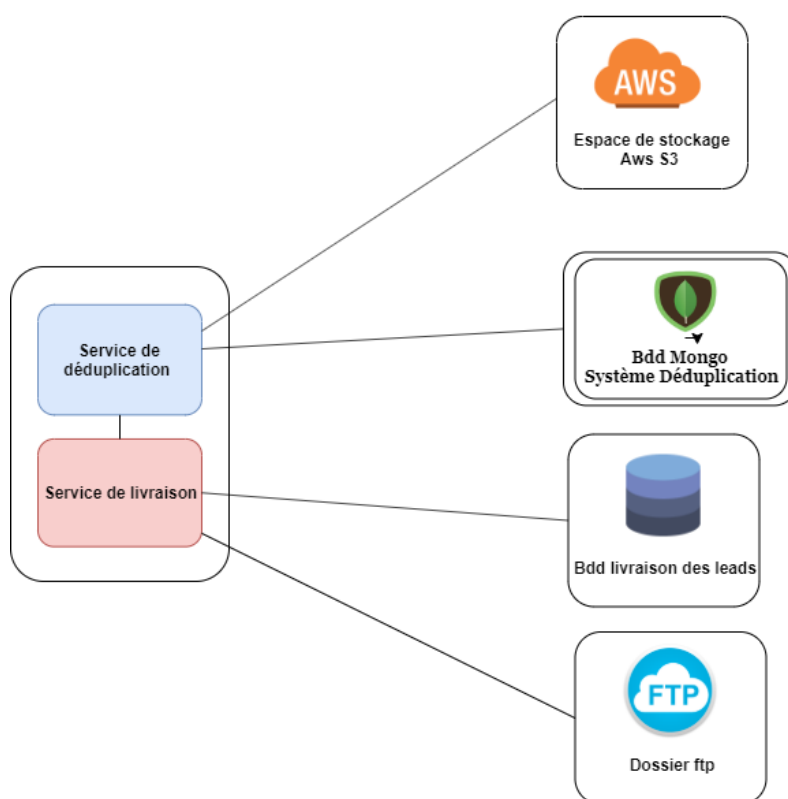 AWS
Espace de stockage
Aws S3
Service de
déduplication
Bdd Mongo
Système Déduplication
Service de livraison
Bdd livraison des leads
FTP
Dossier ftp